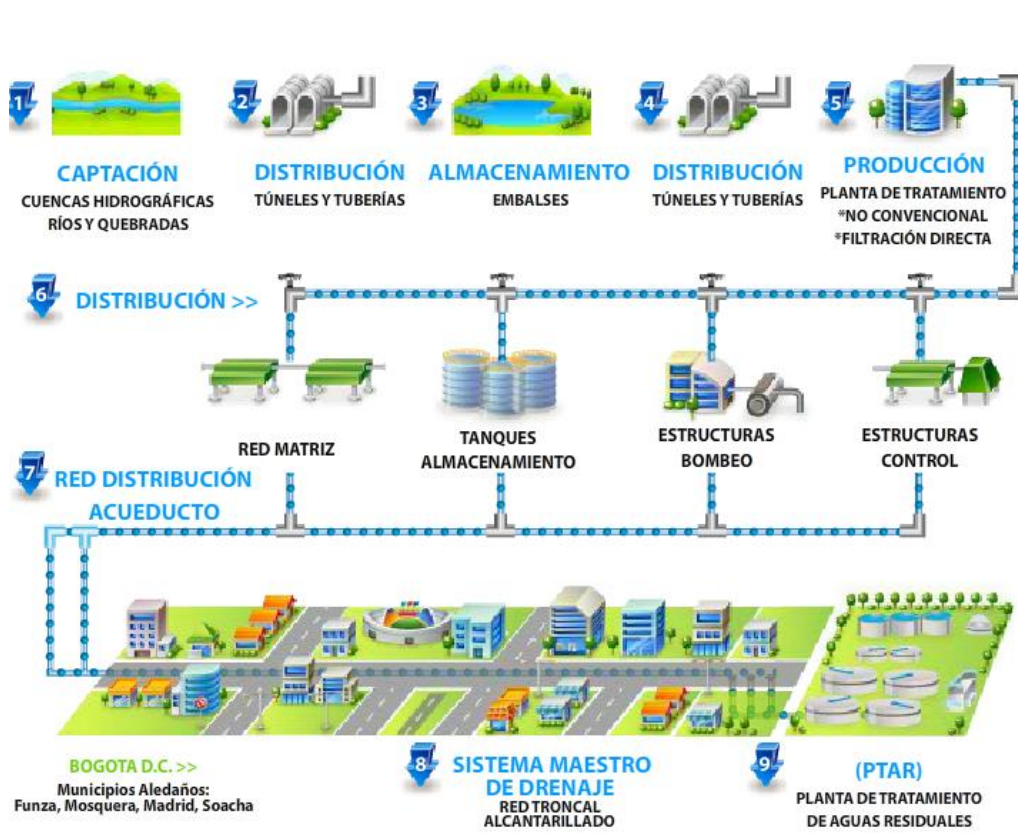 1
CAPTACIÓN
CUENCAS HIDROGRÁFICAS
RÍOS Y QUEBRADAS
2
DISTRIBUCIÓN
TÚNELES Y TUBERÍAS
3
ALMACENAMIENTO
EMBALSES
4
DISTRIBUCIÓN
TÚNELES Y TUBERÍAS
5
PRODUCCIÓN
PLANTA DE TRATAMIENTO
*NO CONVENCIONAL
*FILTRACIÓN DIRECTA
6
DISTRIBUCIÓN >>
RED MATRIZ
TANQUES
ALMACENAMIENTO
ESTRUCTURAS
BOMBEO
ESTRUCTURAS
CONTROL
7
RED DISTRIBUCIÓN
ACUEDUCTO
BOGOTA D.C. >>
Municipios Aledaños:
Funza, Mosquera, Madrid, Soacha
8
SISTEMA MAESTRO
DE DRENAJE
RED TRONCAL
ALCANTARILLADO
9
(PTAR)
PLANTA DE TRATAMIENTO
DE AGUAS RESIDUALES